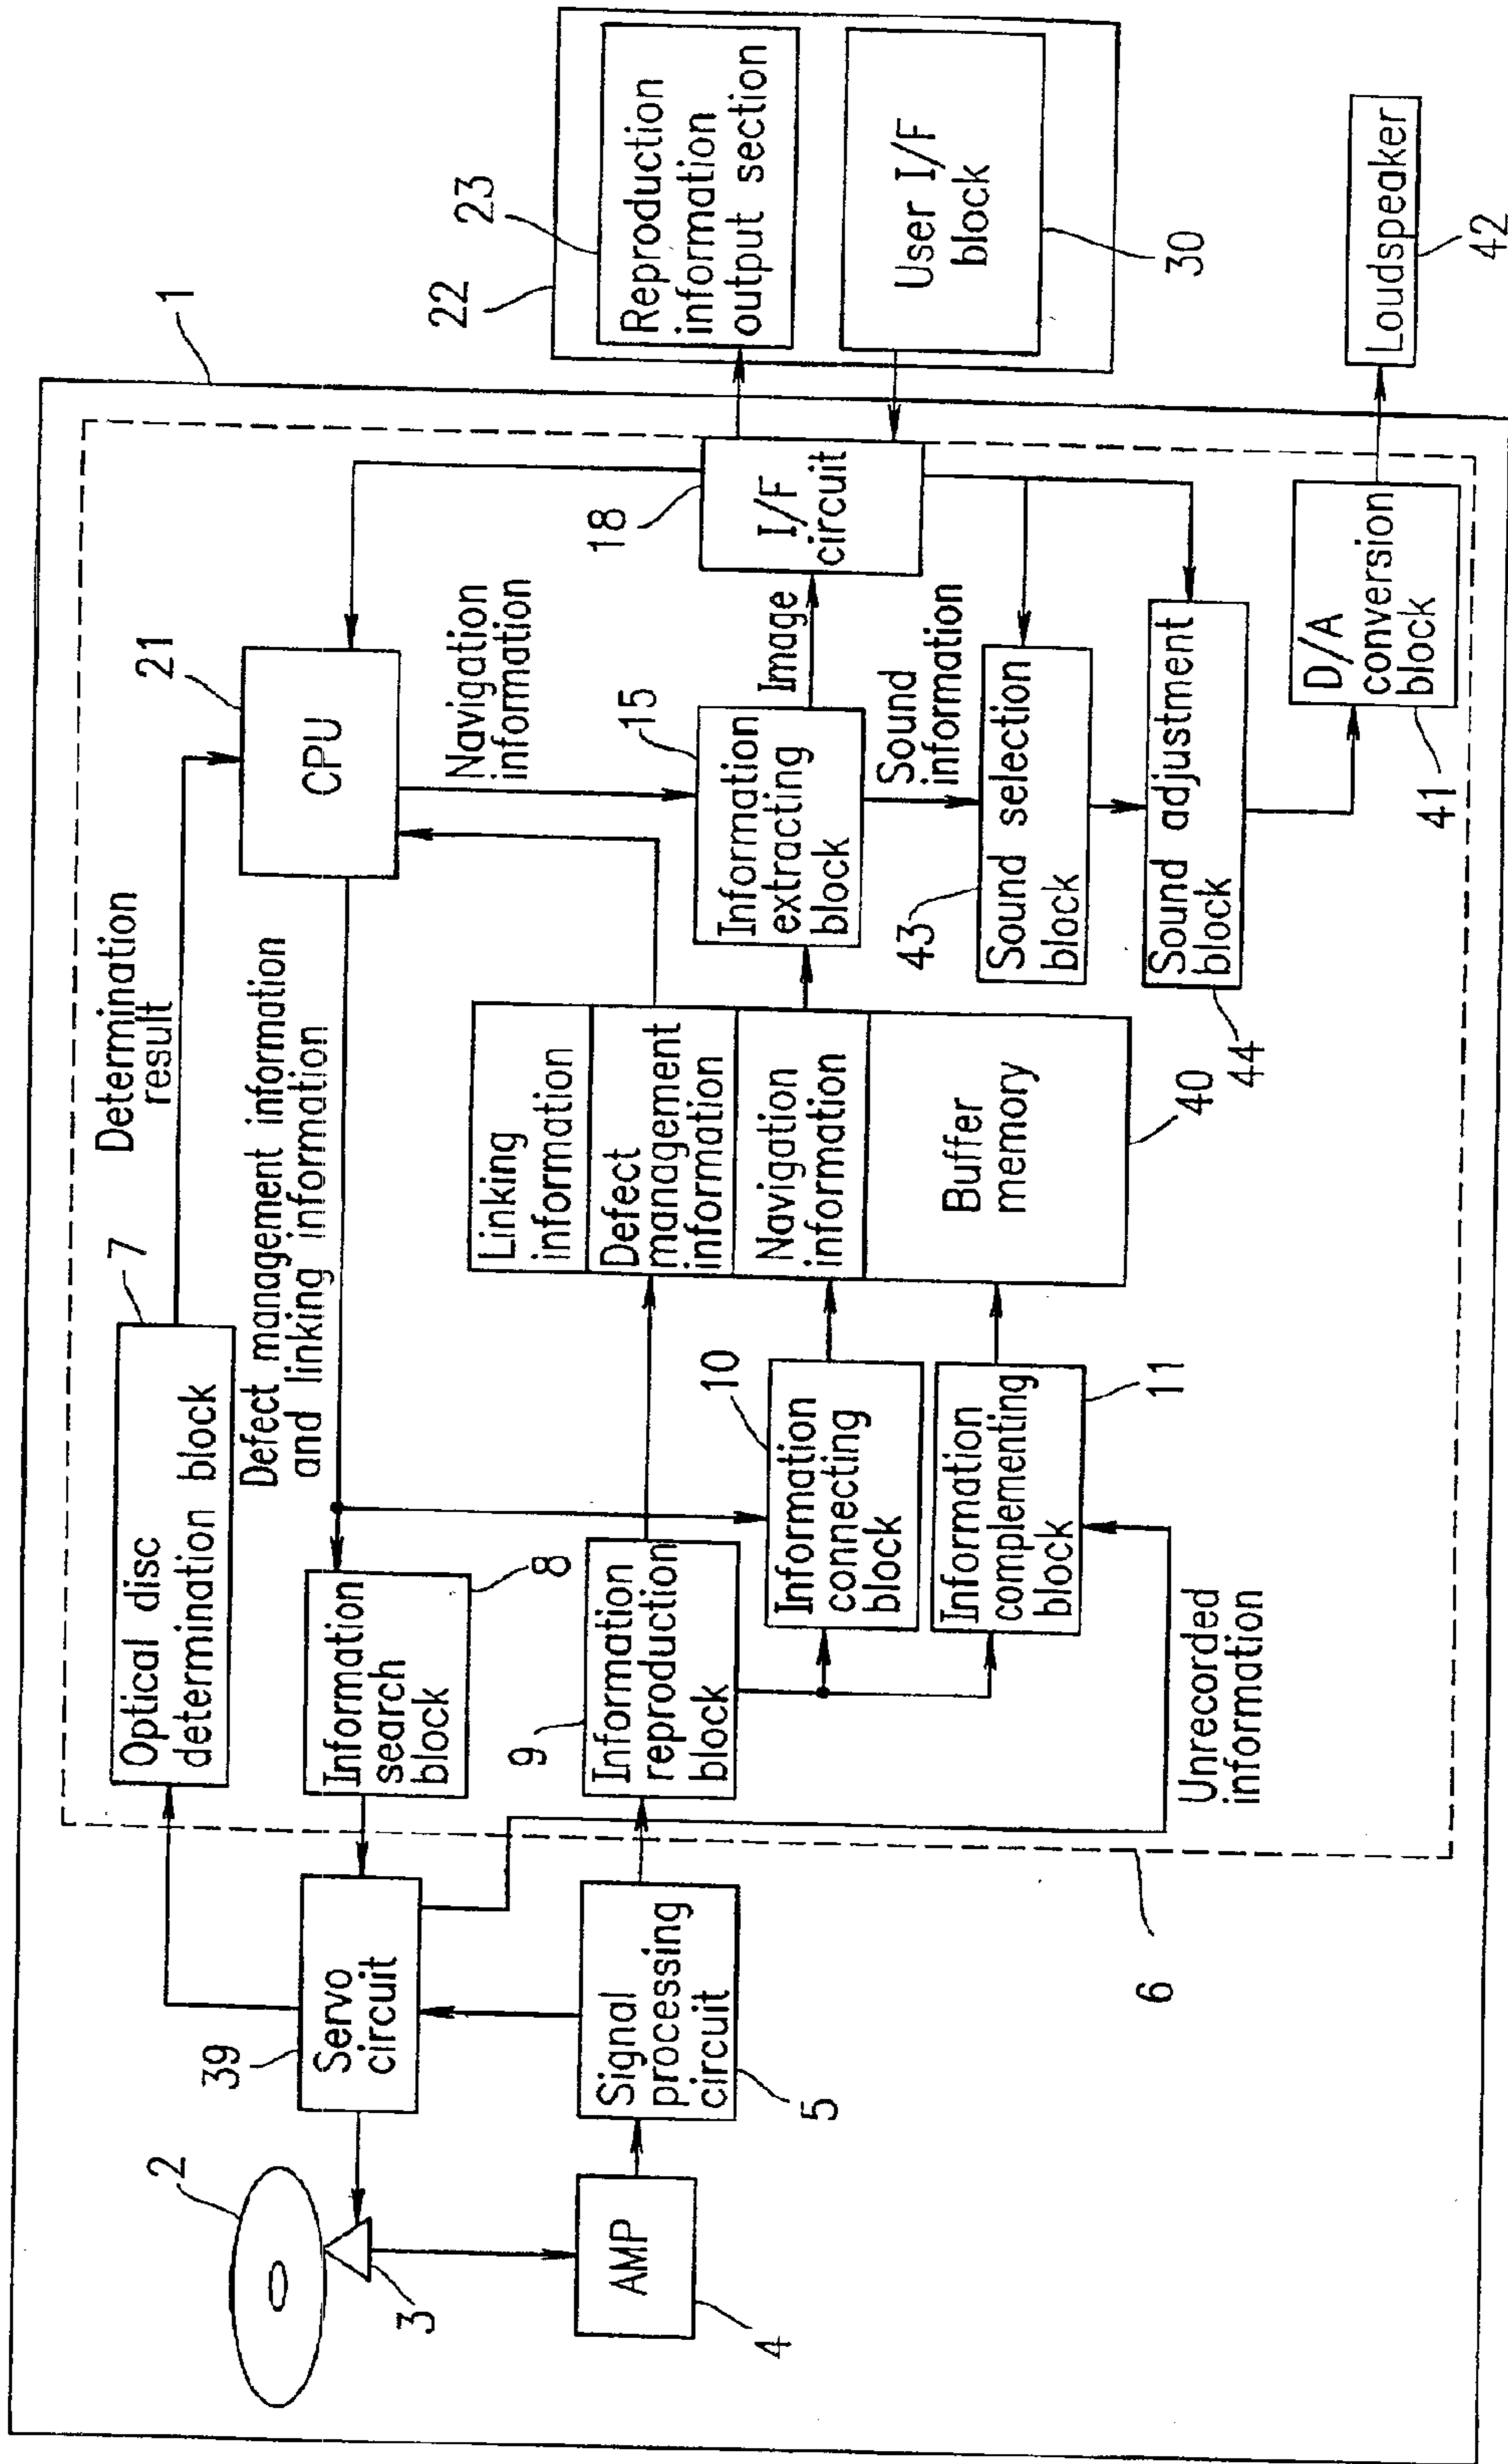 1
2
3
AMP
4
39
Servo
circuit
Signal
processing
circuit
5
6
Optical disc
determination block
7
Determination
result
Defect management information
and linking information
Information
search
block
8
9
Information
reproduction
block
10
Information
connecting
block
Information
complementing
block
11
Unrecorded
information
Linking
information
Defect
management
information
Navigation
information
Buffer
memory
40
21
CPU
Navigation
information
15
Information
extracting
block
Image
Sound
information
18
I/F
circuit
43
Sound selection
block
Sound adjustment
block
44
D/A
conversion
block
41
22
23
Reproduction
information
output section
User I/F
block
30
Loudspeaker
42